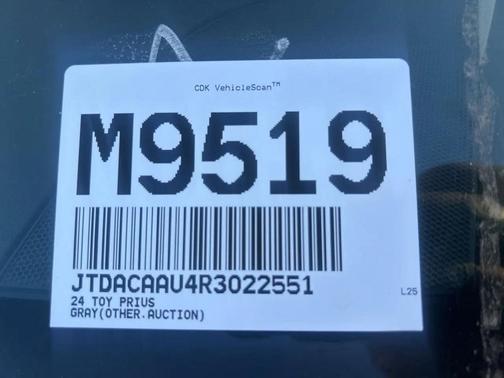 CDK VehicleScan™
M9519
JTDACAAU4R3022551
24 TOY PRIUS
GRAY(OTHER.AUCTION)
L25